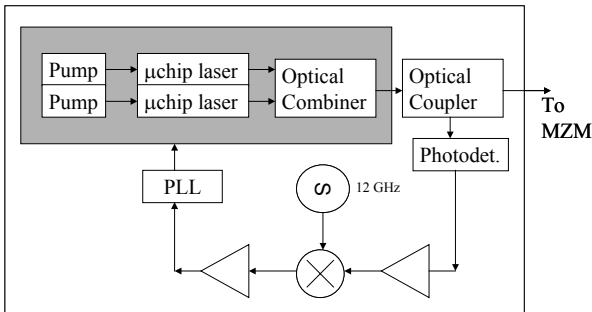 Pump
μchip laser
Optical
Combiner
Pump
μchip laser
Optical
Coupler
To
MZM
Photodet.
PLL
S
12 GHz